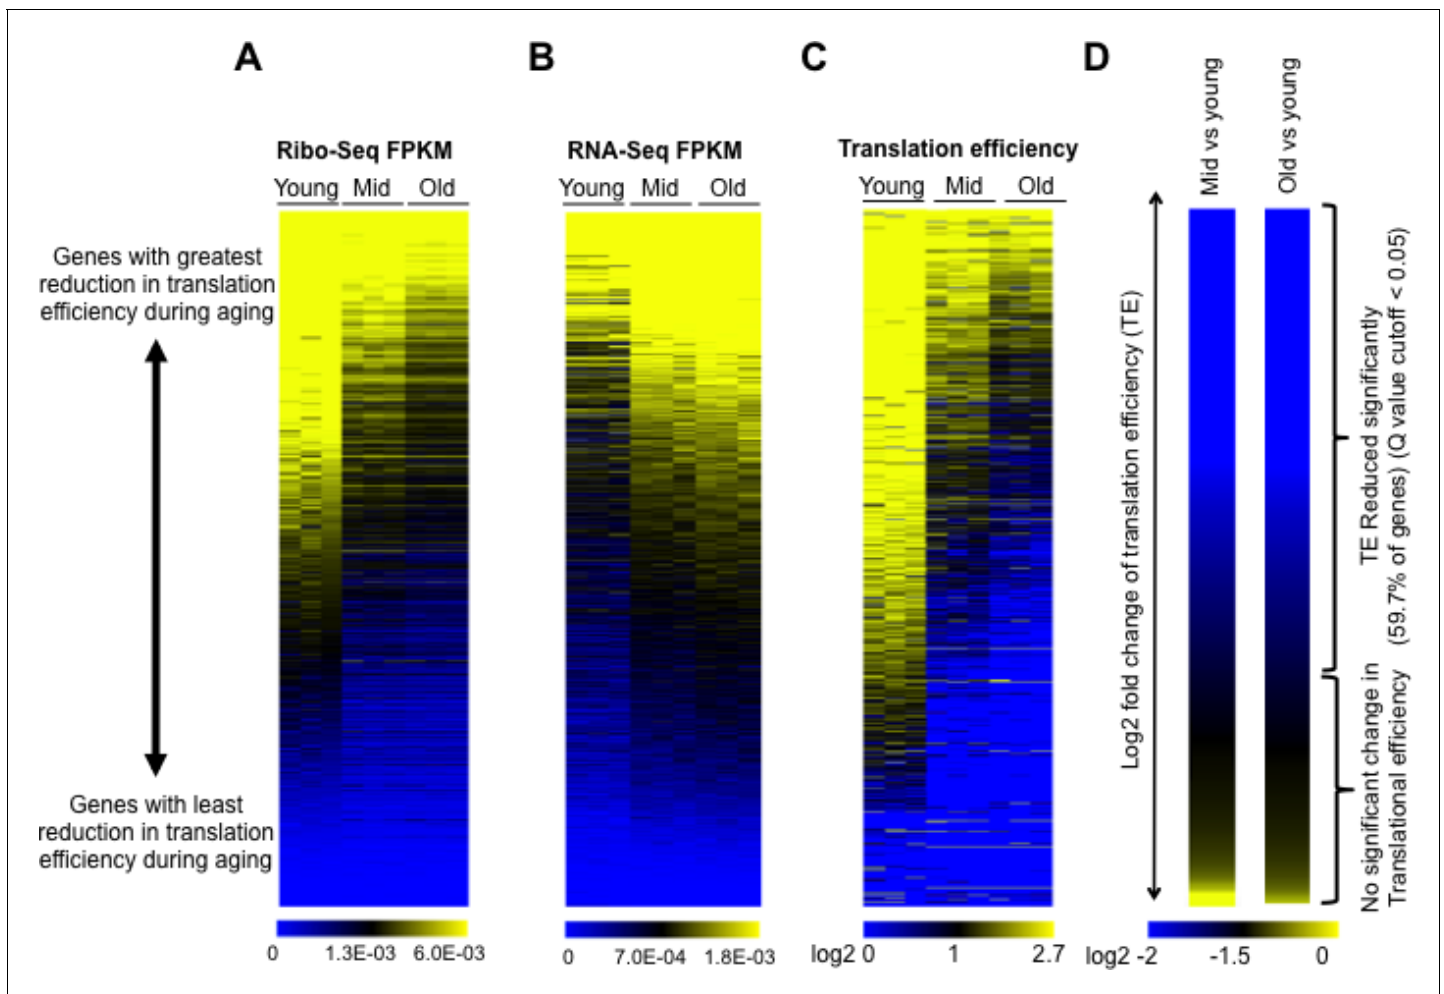 A
B
C
D
Ribo-Seq FPKM
Young Mid Old
RNA-Seq FPKM
Young Mid Old
Translation efficiency
Young Mid Old
Mid vs young
Old vs young
Genes with greatest
reduction in translation
efficiency during aging
Genes with least
reduction in translation
efficiency during aging
Log2 fold change of translation efficiency (TE)
TE Reduced significantly
(59.7% of genes) (Q value cutoff < 0.05)
No significant change in
Translational efficiency
0 1.3E-03 6.0E-03
0 7.0E-04 1.8E-03
log2 0 1 2.7
log2 -2 -1.5 0